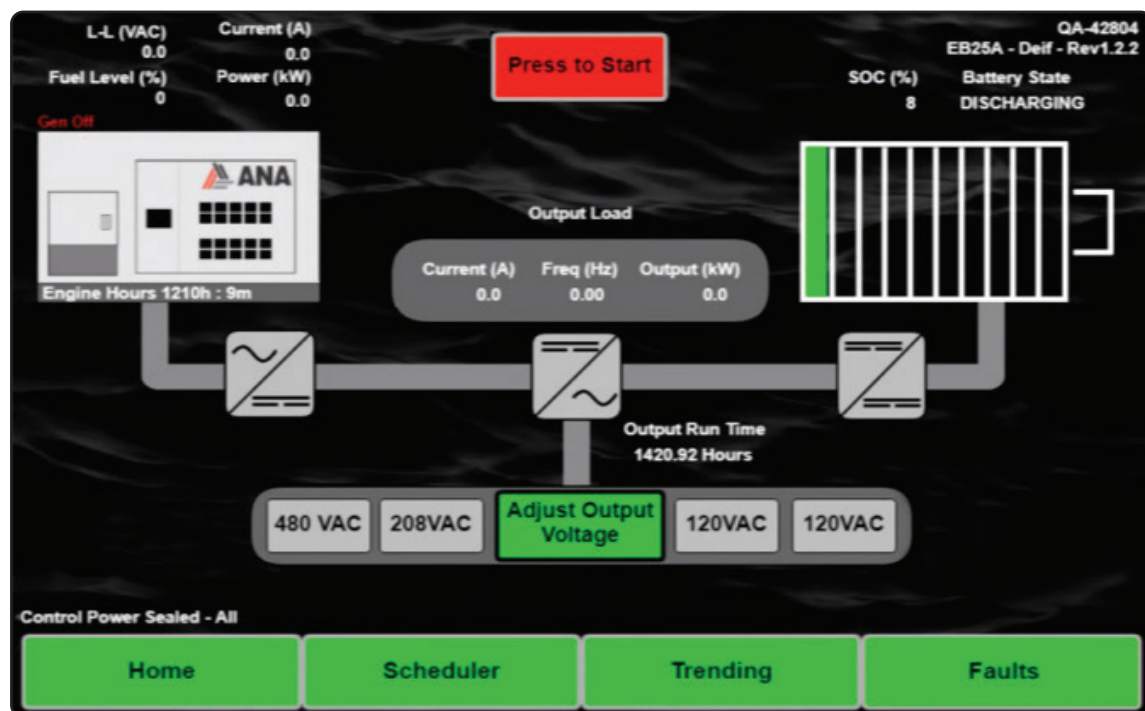 L-L (VAC)
0.0
Current (A)
0.0
Fuel Level (%)
0
Power (kW)
0.0
Press to Start
QA-42804
EB25A - Deif - Rev1.2.2
SOC (%)
8
Battery State
DISCHARGING
Gen Off
ANA
Engine Hours 1210h : 9m
Output Load
Current (A) Freq (Hz) Output (kW)
0.0 0.00 0.0
Output Run Time
1420.92 Hours
480 VAC
208VAC
Adjust Output
Voltage
120VAC
120VAC
Control Power Sealed - All
Home
Scheduler
Trending
Faults